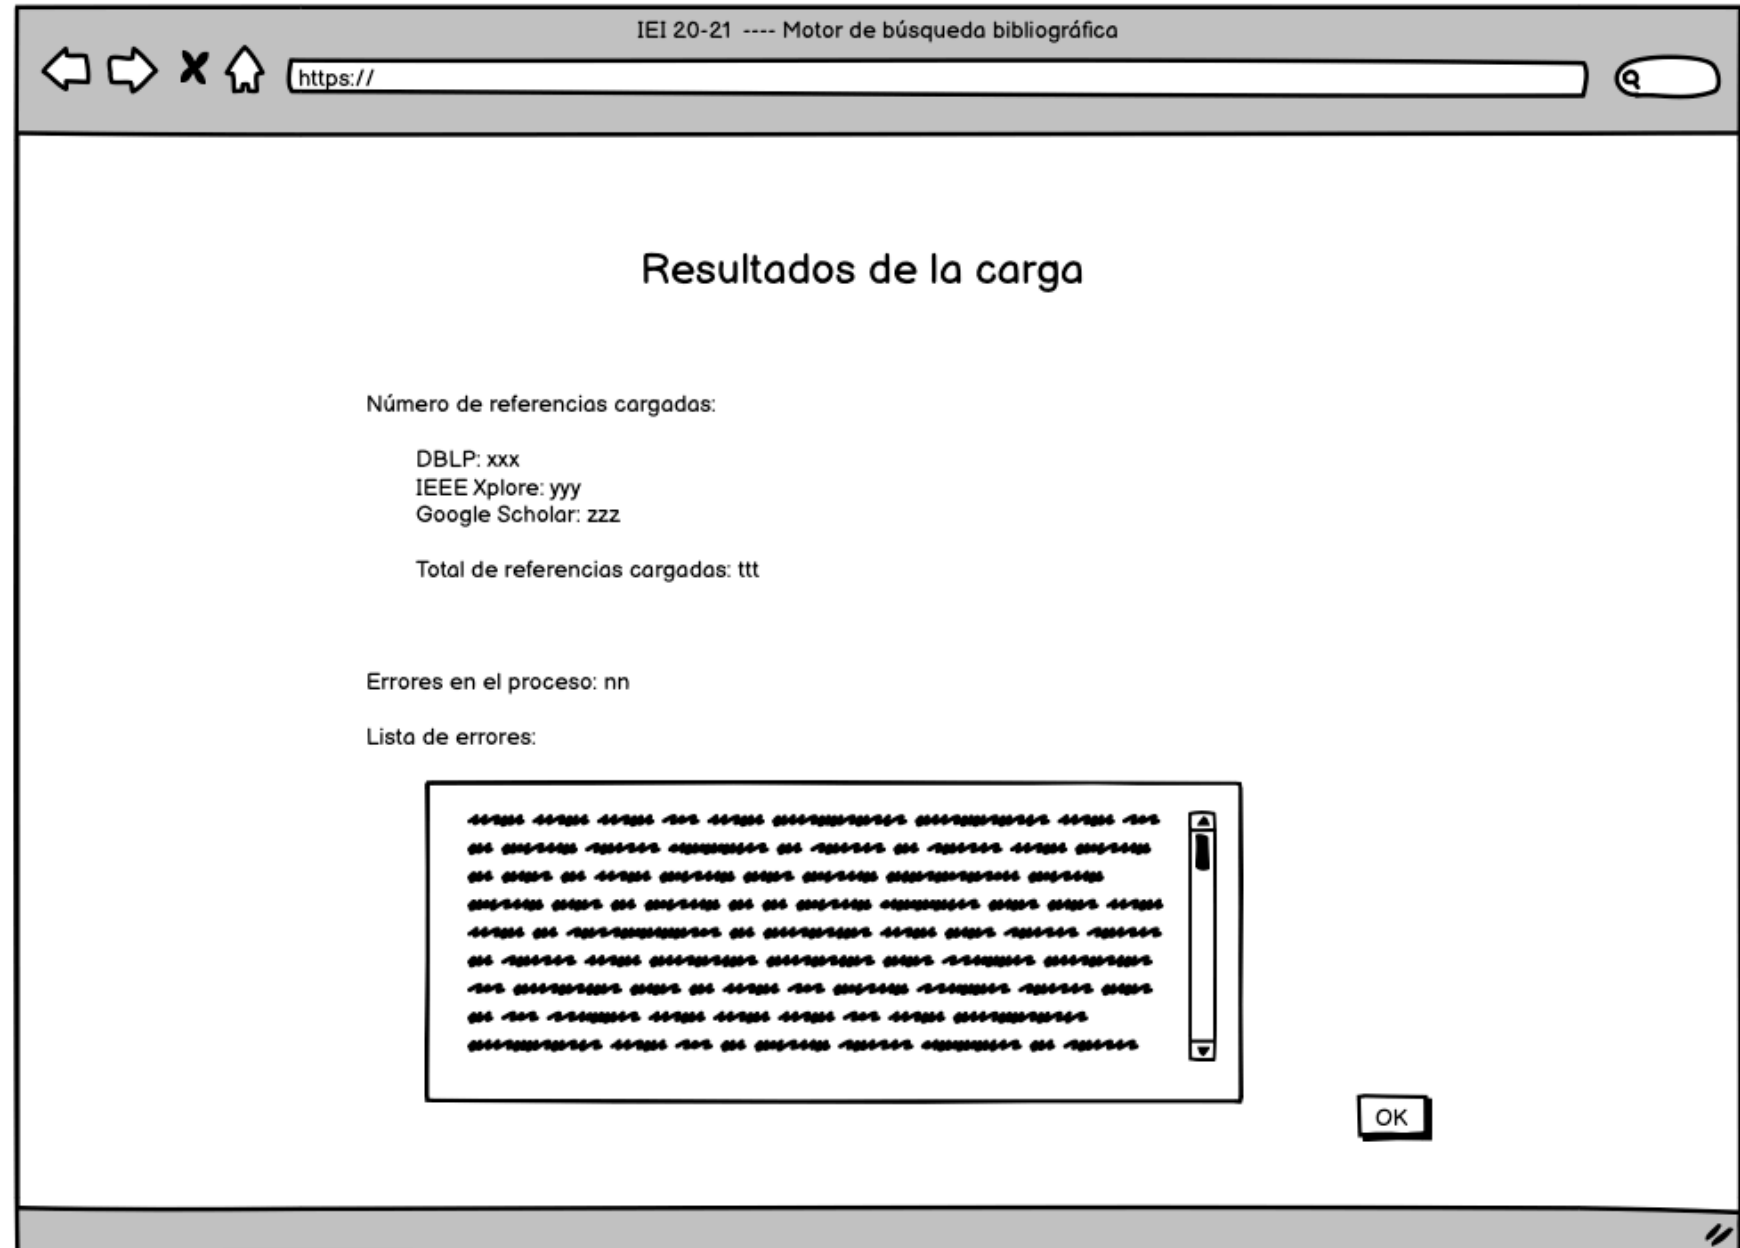 IEI 20-21 ---- Motor de búsqueda bibliográfica
https://
Resultados de la carga
Número de referencias cargadas:
DBLP: xxx
IEEE Xplore: yyy
Google Scholar: zzz
Total de referencias cargadas: ttt
Errores en el proceso: nn
Lista de errores:
OK